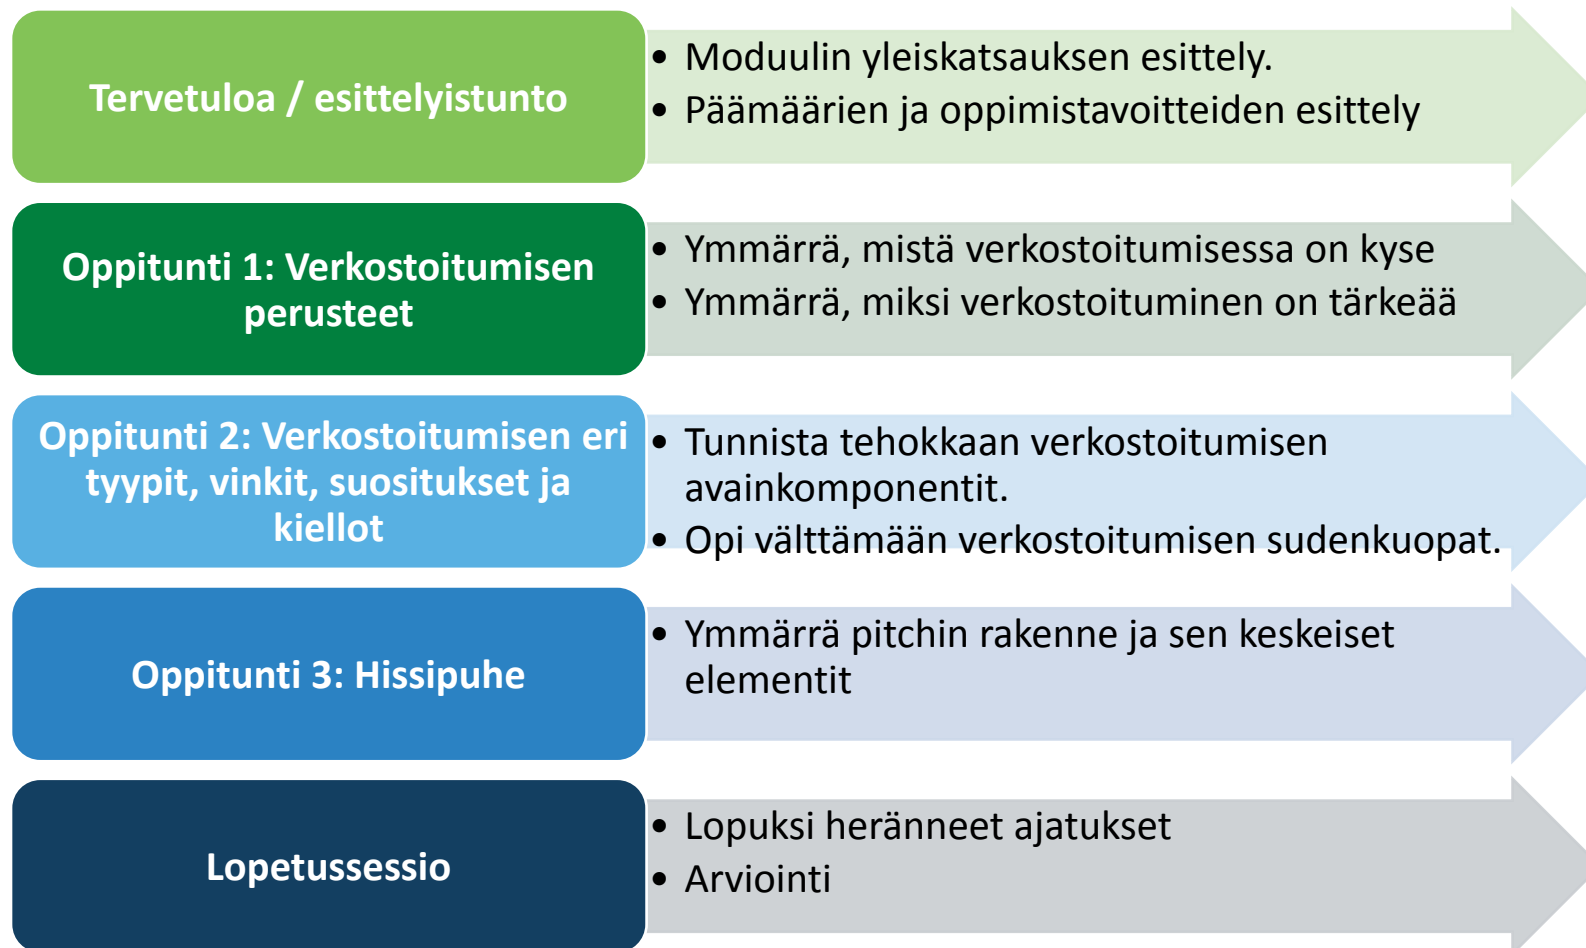 Tervetuloa / esittelyistunto
• Moduulin yleiskatsauksen esittely.
• Päämäärien ja oppimistavoitteiden esittely
Oppitunti 1: Verkostoitumisen
perusteet
• Ymmärrä, mistä verkostoitumisessa on kyse
• Ymmärrä, miksi verkostoituminen on tärkeää
Oppitunti 2: Verkostoitumisen eri
tyypit, vinkit, suositukset ja
kiellot
• Tunnista tehokkaan verkostoitumisen
avainkomponentit.
• Opi välttämään verkostoitumisen sudenkuopat.
Oppitunti 3: Hissipuhe
• Ymmärrä pitchin rakenne ja sen keskeiset
elementit
Lopetussessio
• Lopuksi heränneet ajatukset
• Arviointi